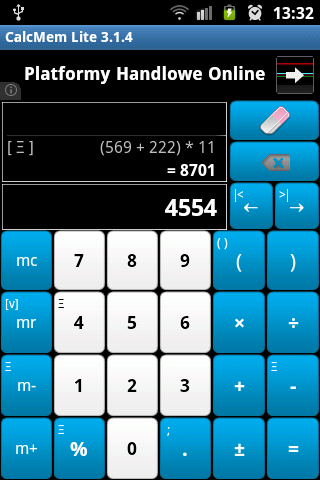 13:32
CalcMem Lite 3.1.4
Platformy Handlowe Online
[ Ξ ] (569 + 222) * 11
= 8701
4554
|< ← >| →
mc 7 8 9 ( ) ( )
[v] mr Ξ 4 5 6 × ÷
Ξ m- 1 2 3 + Ξ -
m+ Ξ % 0 ; . ± =